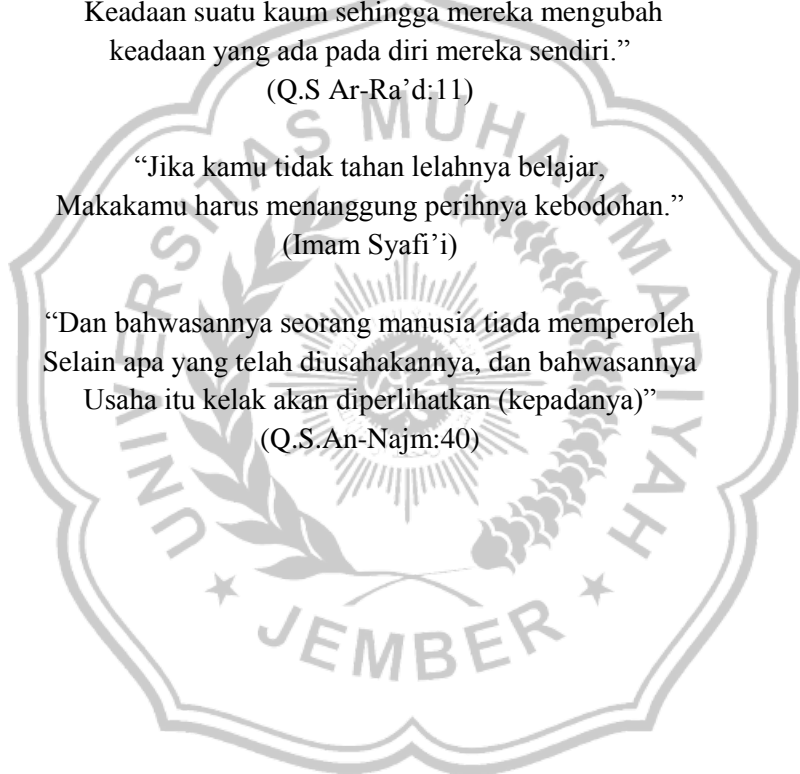 Keadaan suatu kaum sehingga mereka mengubah
keadaan yang ada pada diri mereka sendiri.”
(Q.S Ar-Ra’d:11)
“Jika kamu tidak tahan lelahnya belajar,
Makakamu harus menanggung perihnya kebodohan.”
(Imam Syafi’i)
“Dan bahwasannya seorang manusia tiada memperoleh
Selain apa yang telah diusahakannya, dan bahwasannya
Usaha itu kelak akan diperlihatkan (kepadanya)”
(Q.S.An-Najm:40)
UNIVERSITAS MUHAMMADIYAH
JEMBER